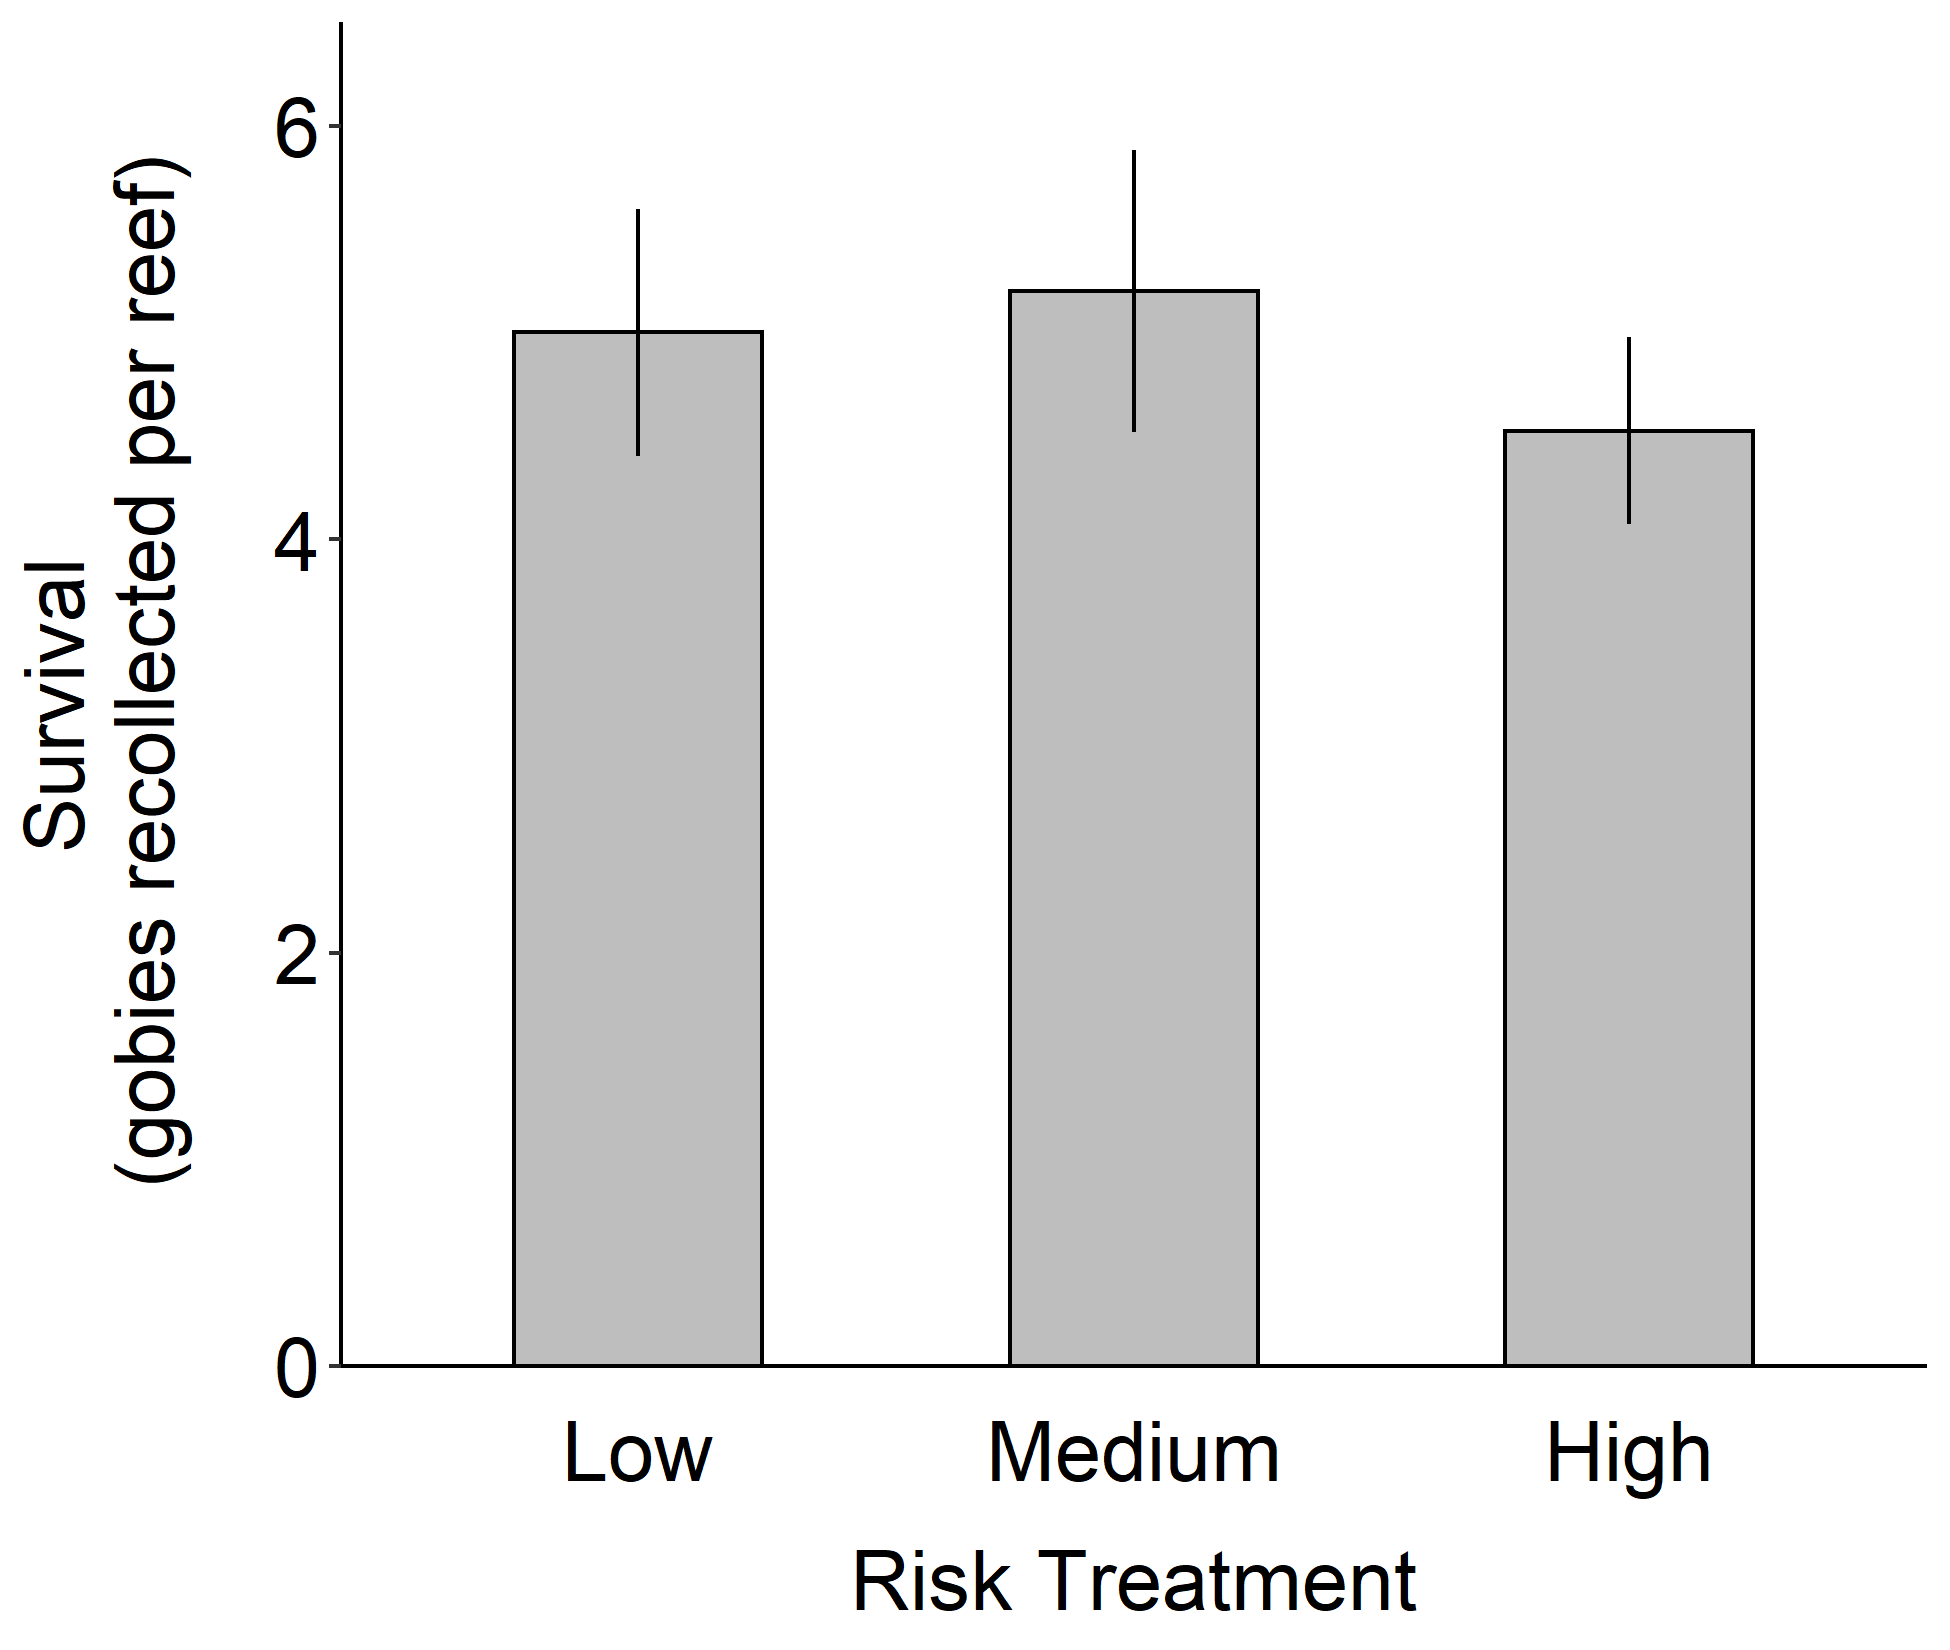 Survival
(gobies recollected per reef)
6
4
2
0
Low
Medium
High
Risk Treatment